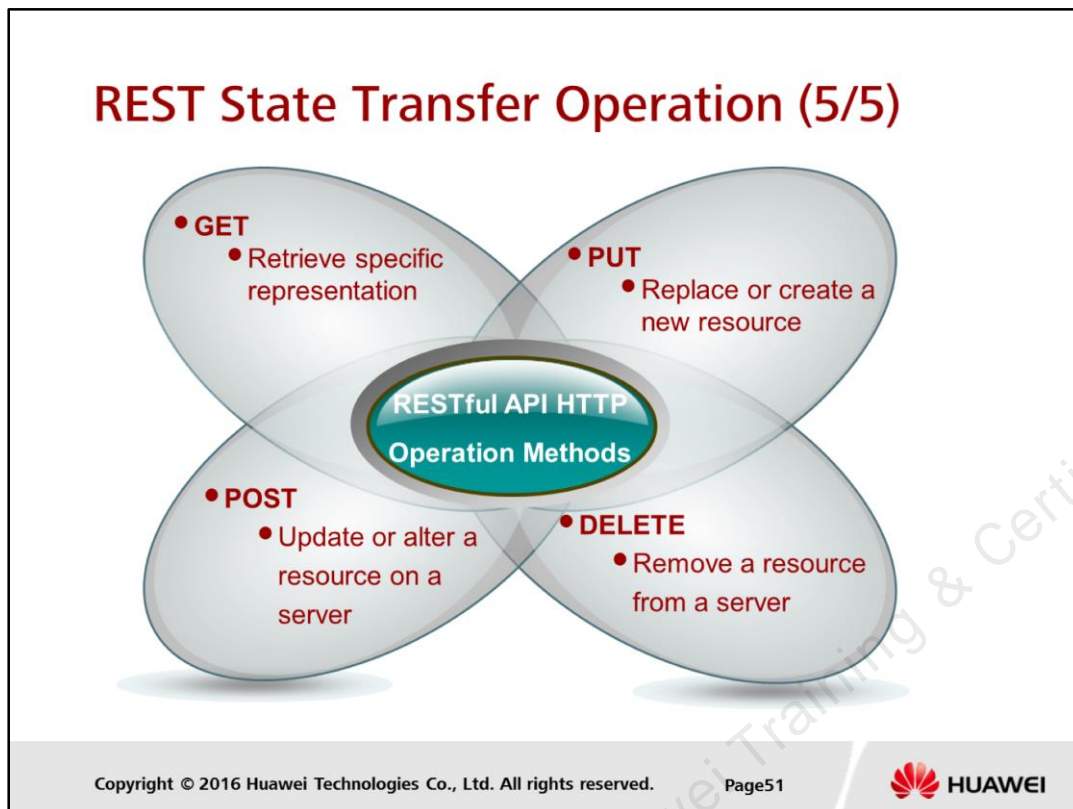 REST State Transfer Operation (5/5)
• GET
• Retrieve specific
representation
• PUT
• Replace or create a
new resource
RESTful API HTTP
Operation Methods
• POST
• Update or alter a
resource on a
server
• DELETE
• Remove a resource
from a server
Training & Certi
Copyright © 2016 Huawei Technologies Co., Ltd. All rights reserved.
Page51
HUAWEI